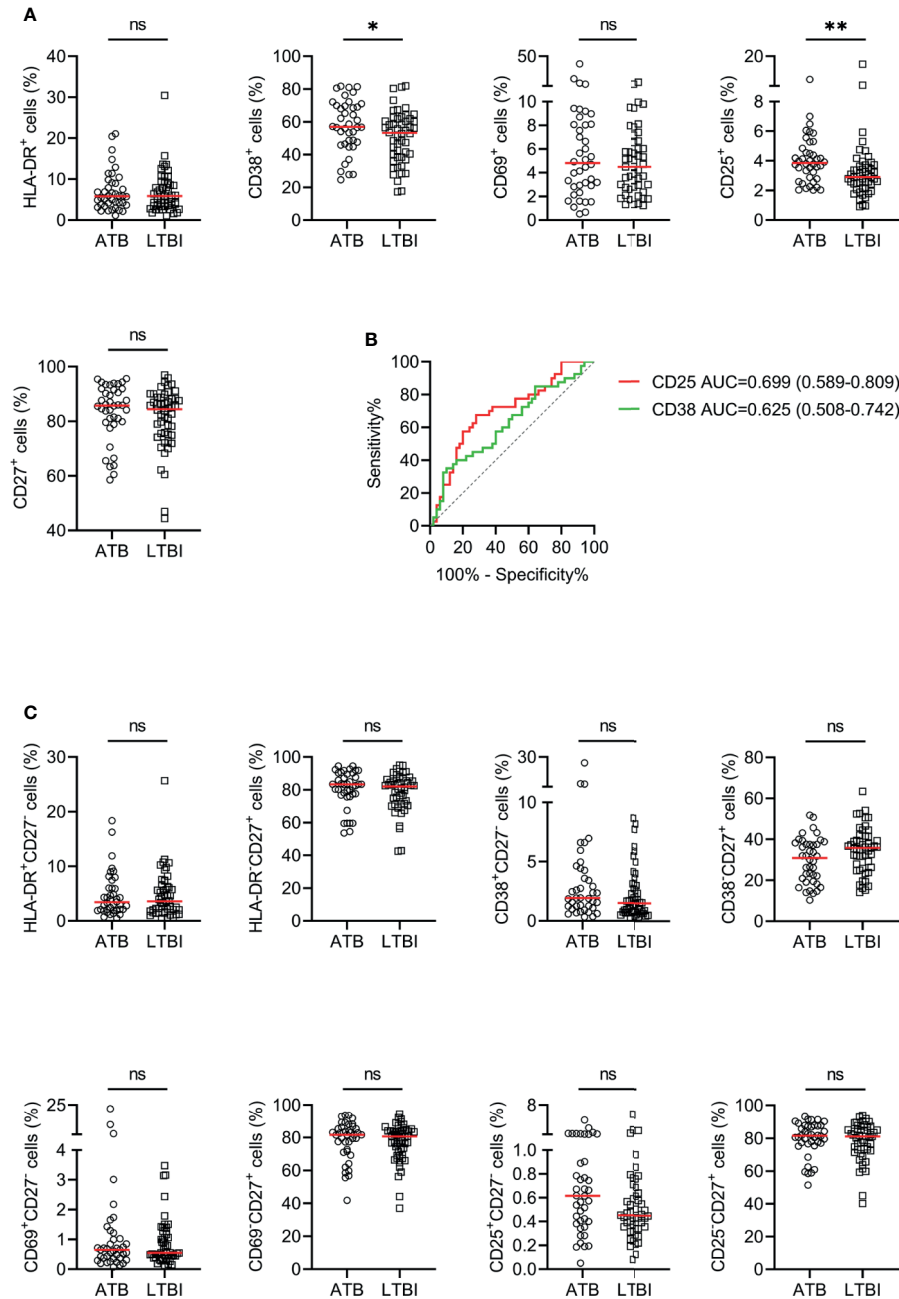 A
ns
HLA-DR+ cells (%)
40
30
20
10
0
ATB LTBI
*
CD38+ cells (%)
100
80
60
40
20
0
ATB LTBI
ns
CD69+ cells (%)
50
10
8
6
4
2
0
ATB LTBI
**
CD25+ cells (%)
20
8
6
4
2
0
ATB LTBI
ns
CD27+ cells (%)
100
80
60
40
ATB LTBI
B
Sensitivity%
100
80
60
40
20
0
0 20 40 60 80 100
100% - Specificity%
CD25 AUC=0.699 (0.589-0.809)
CD38 AUC=0.625 (0.508-0.742)
C
ns
HLA-DR+CD27- cells (%)
30
20
10
0
ATB LTBI
ns
HLA-DR-CD27+ cells (%)
100
80
60
40
20
0
ATB LTBI
ns
CD38+CD27- cells (%)
30
10
5
0
ATB LTBI
ns
CD38-CD27+ cells (%)
80
60
40
20
0
ATB LTBI
ns
CD69+CD27- cells (%)
25
4
3
2
1
0
ATB LTBI
ns
CD69-CD27+ cells (%)
100
80
60
40
20
0
ATB LTBI
ns
CD25+CD27- cells (%)
8
1.0
0.8
0.6
0.4
0.2
0.0
ATB LTBI
ns
CD25-CD27+ cells (%)
100
80
60
40
20
0
ATB LTBI